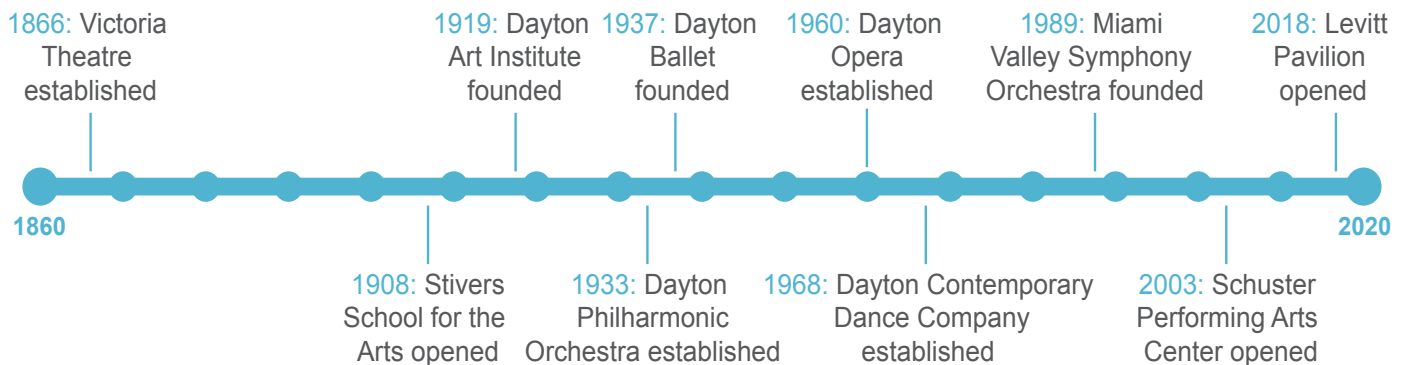 1866: Victoria
Theatre
established
1919: Dayton
Art Institute
founded
1937: Dayton
Ballet
founded
1960: Dayton
Opera
established
1989: Miami
Valley Symphony
Orchestra founded
2018: Levitt
Pavilion
opened
1860
2020
1908: Stivers
School for the
Arts opened
1933: Dayton
Philharmonic
Orchestra established
1968: Dayton Contemporary
Dance Company
established
2003: Schuster
Performing Arts
Center opened